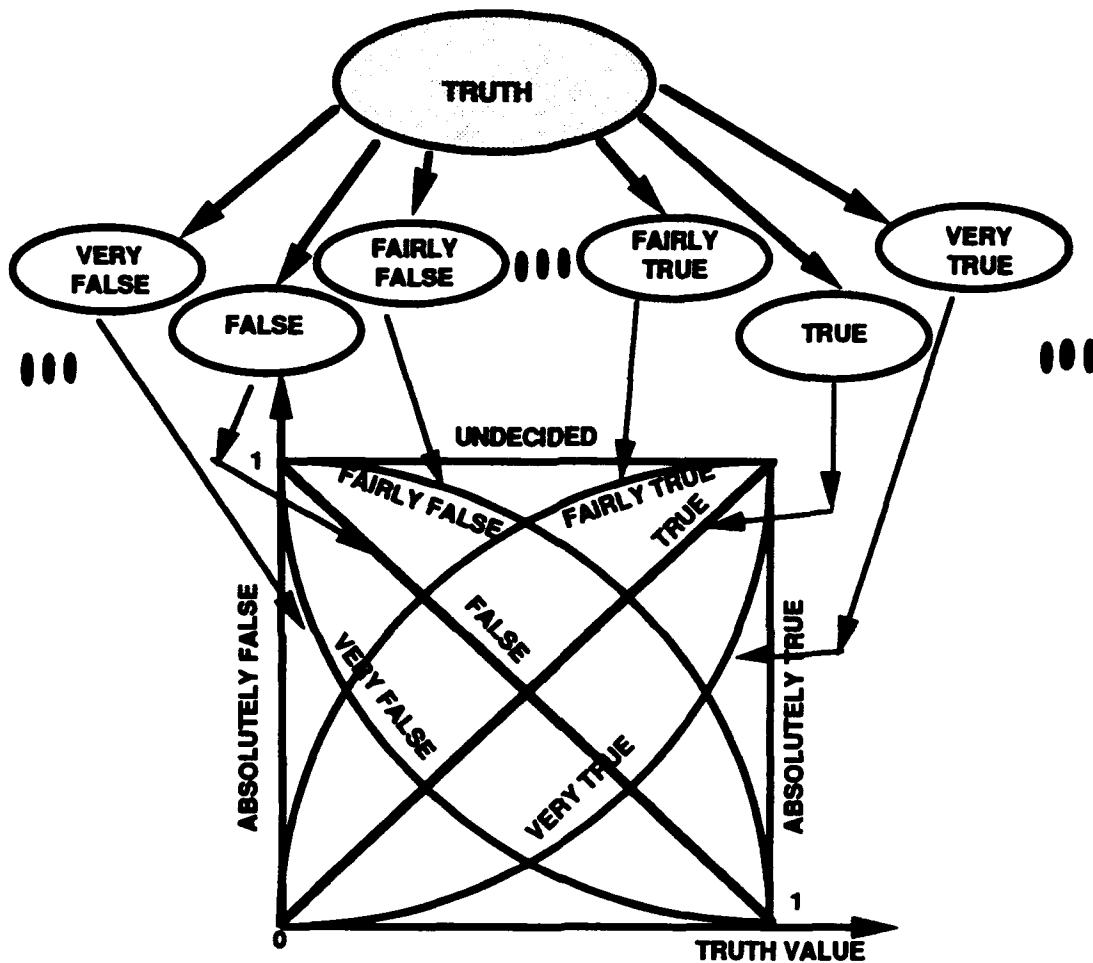 TRUTH
VERY
FALSE
FAIRLY
FALSE
FAIRLY
TRUE
VERY
TRUE
FALSE
TRUE
UNDECIDED
1
FAIRLY FALSE
FAIRLY TRUE
TRUE
FALSE
VERY FALSE
VERY TRUE
ABSOLUTELY FALSE
ABSOLUTELY TRUE
1
0
TRUTH VALUE